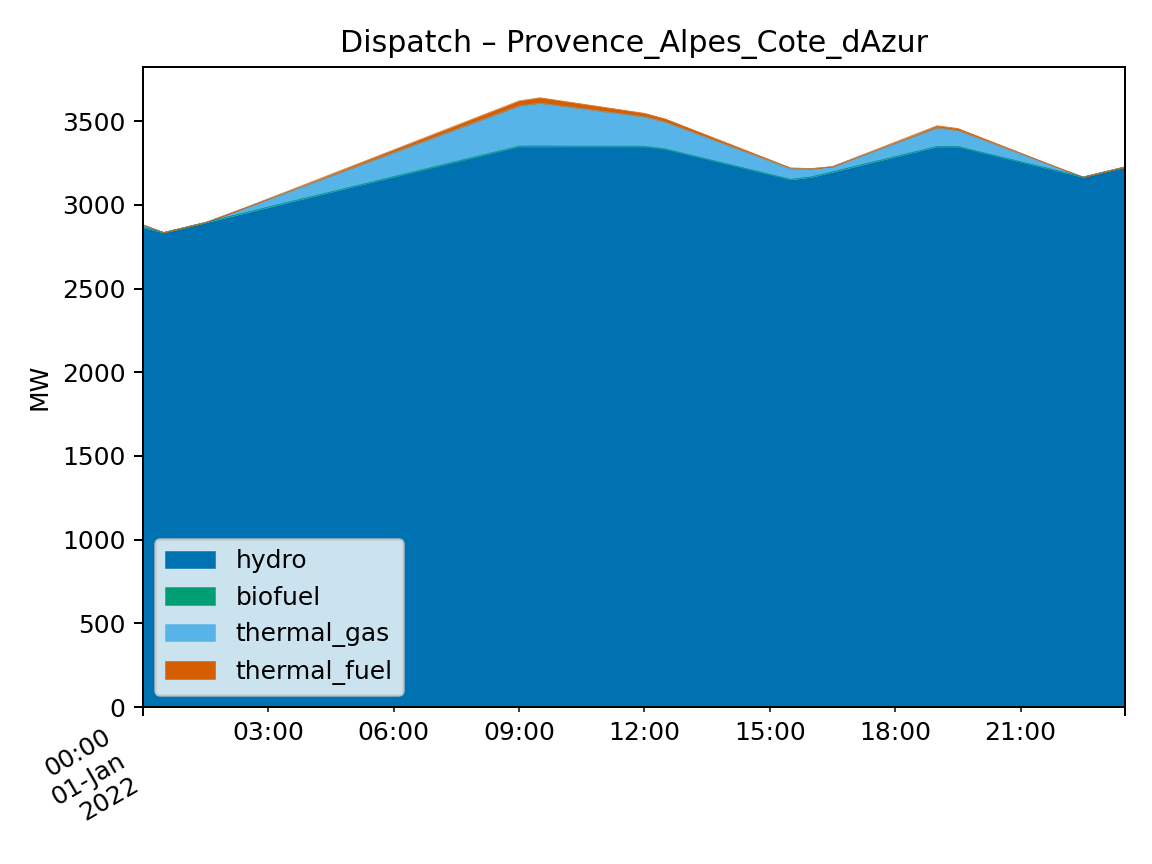 Dispatch – Provence_Alpes_Cote_dAzur
MW
3500
3000
2500
2000
1500
1000
500
0
hydro
biofuel
thermal_gas
thermal_fuel
00:00
01-Jan
2022
03:00 06:00 09:00 12:00 15:00 18:00 21:00